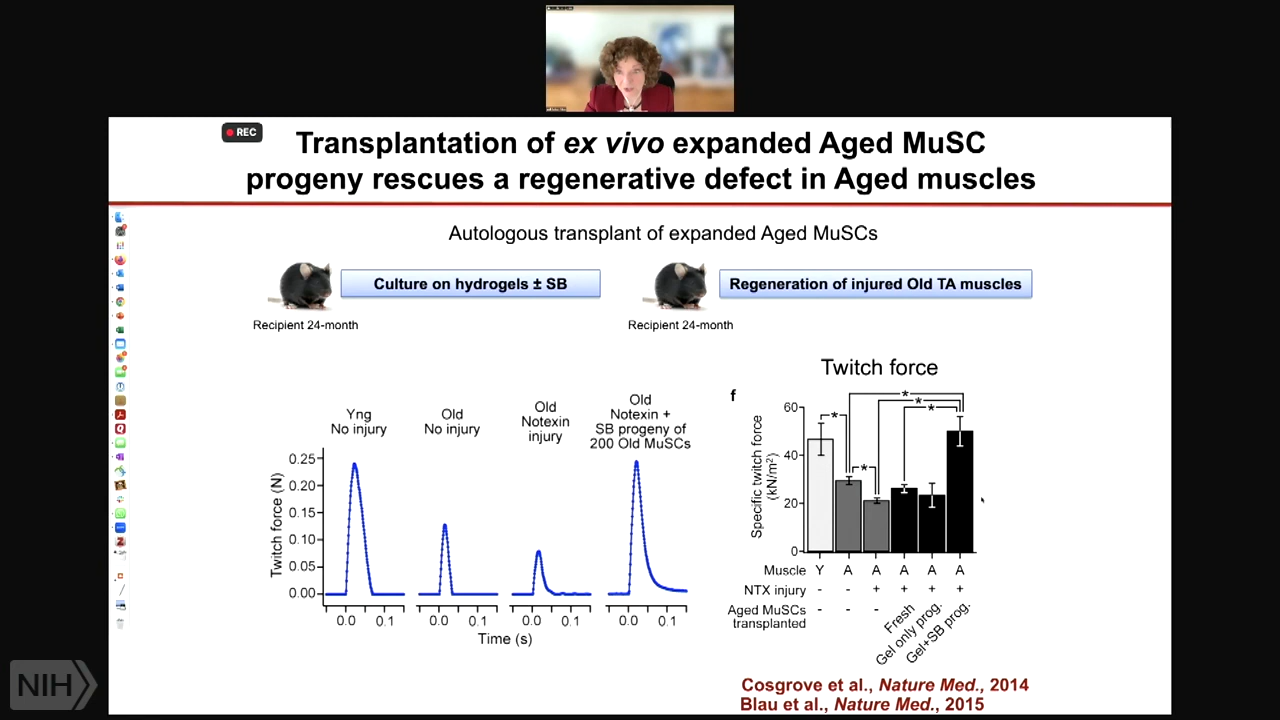 REC
Transplantation of ex vivo expanded Aged MuSC
progeny rescues a regenerative defect in Aged muscles
Autologous transplant of expanded Aged MuSCs
Culture on hydrogels ± SB
Regeneration of injured Old TA muscles
Recipient 24-month
Recipient 24-month
Twitch force
f
Yng
No injury
Old
No injury
Old
Notexin
injury
Old
Notexin +
SB progeny of
200 Old MuSCs
Twitch force (N)
0.25
0.20
0.15
0.10
0.05
0.00
0.0 0.1 0.0 0.1 0.0 0.1 0.0 0.1
Time (s)
Specific twitch force
(kN/m²)
60
40
20
0
* * * * *
Muscle Y A A A A A
NTX injury - - + + + +
Aged MuSCs
transplanted
- - - Fresh Gel only prog. Gel+SB prog.
Cosgrove et al., Nature Med., 2014
Blau et al., Nature Med., 2015
NIH